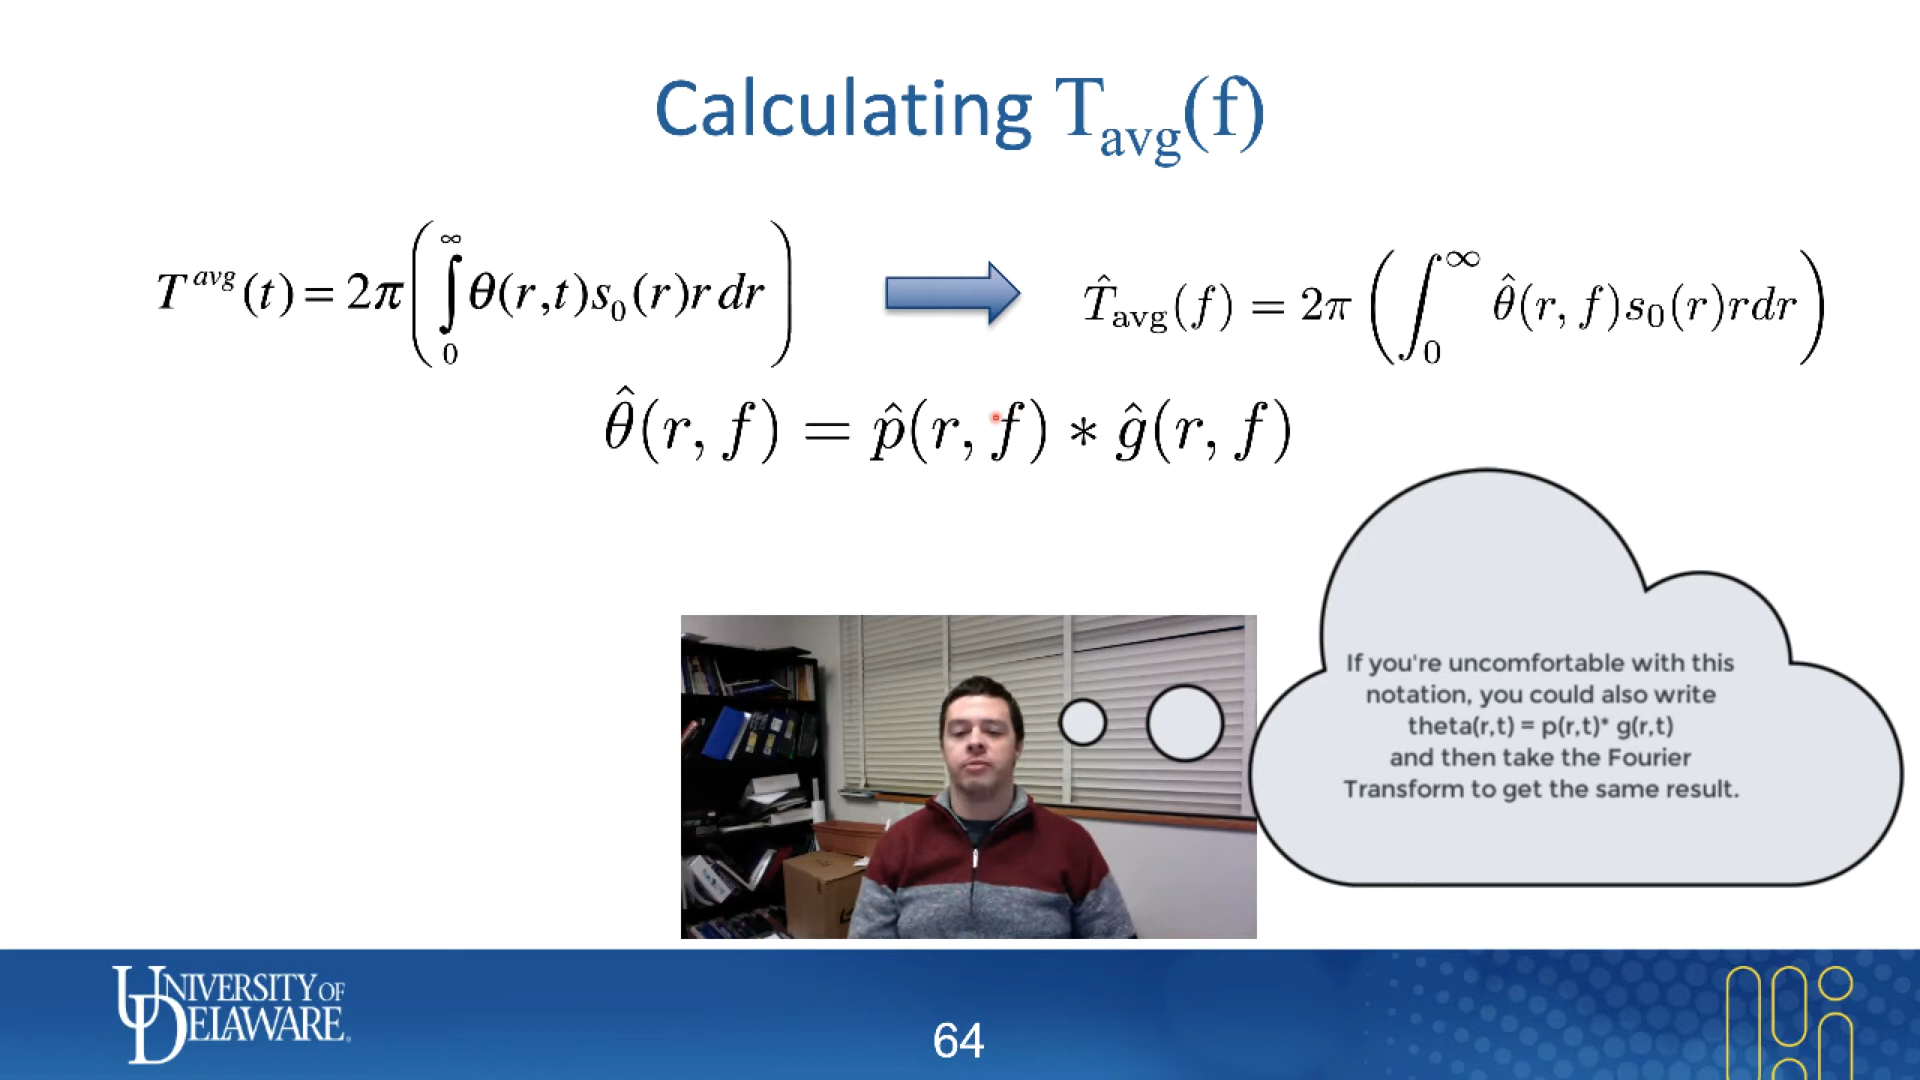 Calculating T_avg(f)
T^avg(t) = 2π(∫_0^∞ θ(r,t)s_0(r)r dr)
T̂_avg(f) = 2π(∫_0^∞ θ̂(r, f)s_0(r)rdr)
θ̂(r, f) = p̂(r, f) * ĝ(r, f)
If you're uncomfortable with this
notation, you could also write
theta(r,t) = p(r,t)* g(r,t)
and then take the Fourier
Transform to get the same result.
UNIVERSITY OF
DELAWARE.
64